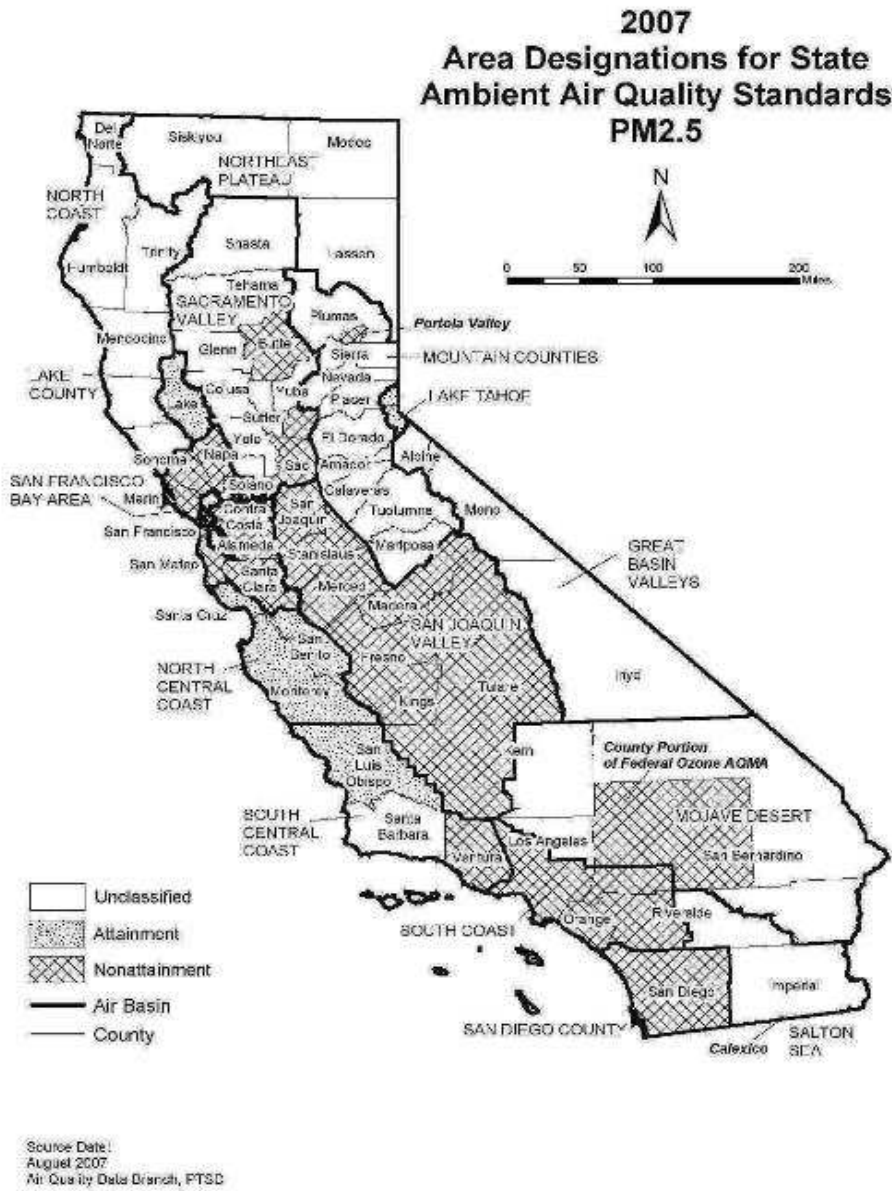 2007
Area Designations for State
Ambient Air Quality Standards
PM2.5
N
0 50 100 200
Miles
Del
Norte
Siskiyou
Modoc
NORTHEAST
PLATEAU
NORTH
COAST
Shasta
Lassen
Trinity
Humboldt
Tehama
SACRAMENTO
VALLEY
Plumas
Portola Valley
Mendocino
Glenn
Butte
Sierra
MOUNTAIN COUNTIES
Nevada
LAKE
COUNTY
Colusa
Yuba
Placer
LAKE TAHOE
Lake
Sutter
Yolo
El Dorado
Sonoma
Napa
Sac
Amador
Alpine
SAN FRANCISCO
BAY AREA
Marin
Solano
Calaveras
Contra
Costa
San
Joaquin
Tuolumne
Mono
San Francisco
Alameda
Stanislaus
Mariposa
GREAT
BASIN
VALLEYS
San Mateo
Santa
Clara
Merced
Madera
Santa Cruz
SAN JOAQUIN
VALLEY
San
Benito
Fresno
NORTH
CENTRAL
COAST
Monterey
Kings
Tulare
Inyo
San
Luis
Obispo
Kern
County Portion
of Federal Ozone AQMA
SOUTH
CENTRAL
COAST
Santa
Barbara
MOJAVE DESERT
Ventura
Los Angeles
San Bernardino
Unclassified
Attainment
Nonattainment
Air Basin
County
SOUTH COAST
Orange
Riverside
San Diego
Imperial
SAN DIEGO COUNTY
Calexico
SALTON
SEA
Source Date:
August 2007
Air Quality Data Branch, PTSD